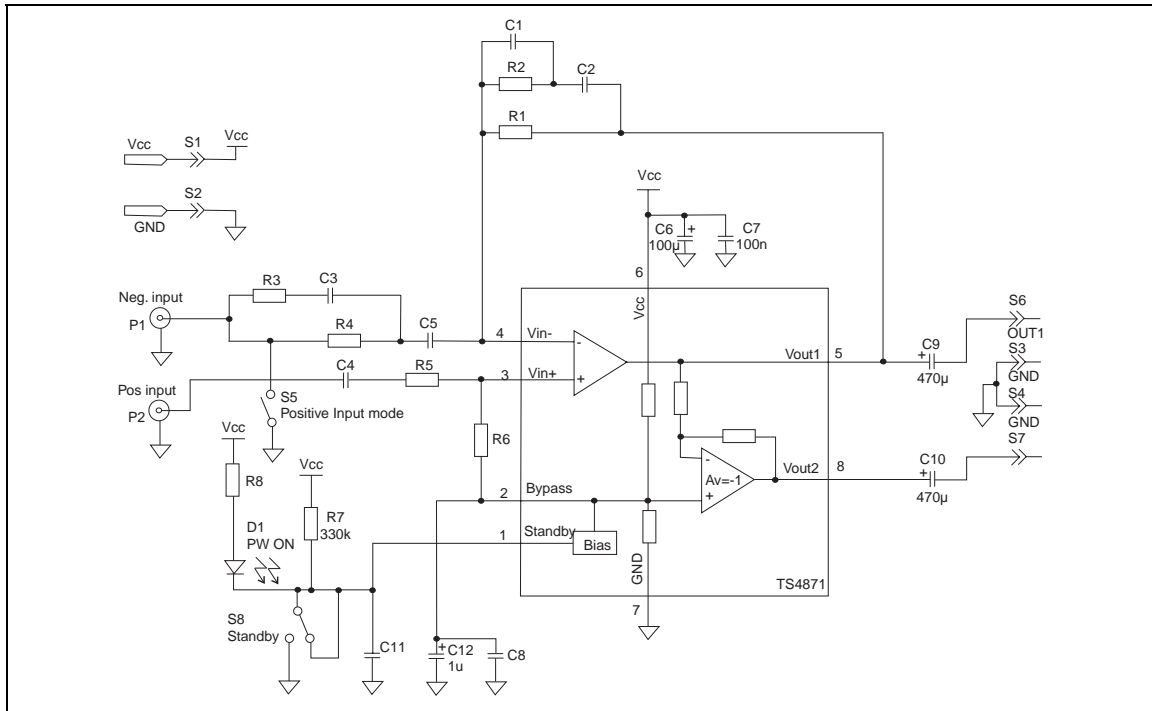 C1
R2
C2
R1
Vcc
S1
Vcc
S2
GND
Vcc
C6
+
100µ
C7
100n
6
Vcc
R3
C3
Neg. input
P1
R4
C5
4
Vin-
-
Vout1
5
+
C9
470µ
S6
OUT1
S3
GND
S4
GND
S7
C4
R5
3
Vin+
+
Pos input
P2
S5
Positive Input mode
R6
Vcc
R8
Vcc
R7
330k
2
Bypass
-
Av=-1
+
Vout2
8
+
C10
470µ
D1
PW ON
1
Standby
Bias
GND
TS4871
7
S8
Standby
C11
+
C12
1u
C8